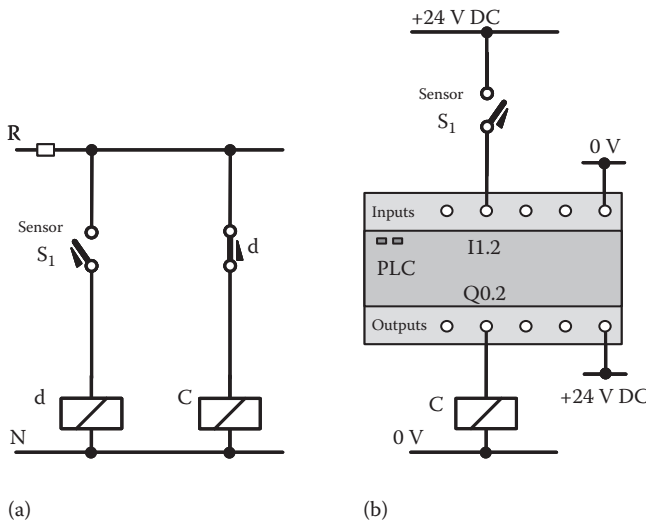 R
Sensor
S1
d
d
C
N
(a)
+24 V DC
Sensor
S1
0 V
Inputs
I1.2
PLC
Q0.2
Outputs
+24 V DC
C
0 V
(b)